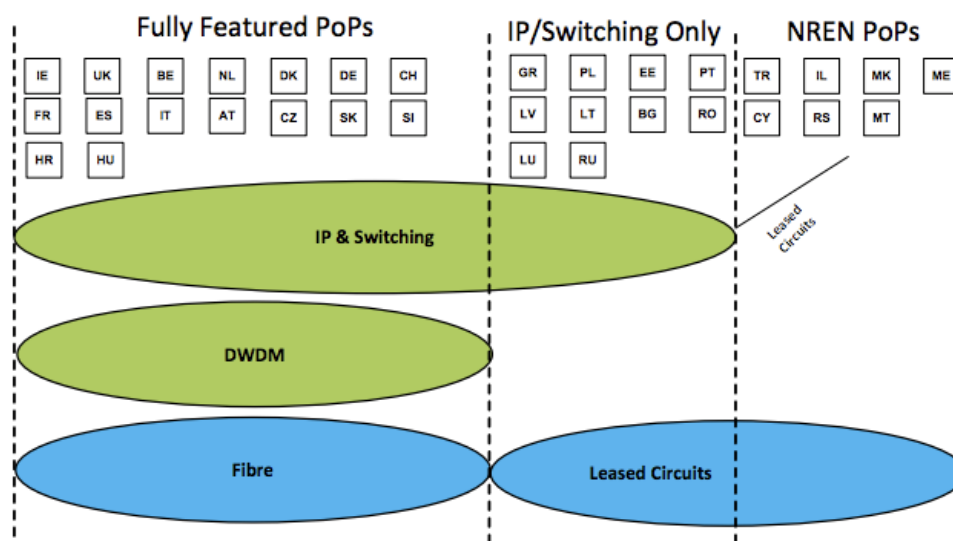 Fully Featured PoPs
IP/Switching Only
NREN PoPs
IE UK BE NL DK DE CH
GR PL EE PT
TR IL MK ME
FR ES IT AT CZ SK SI
LV LT BG RO
CY RS MT
HR HU
LU RU
IP & Switching
Leased
Circuits
DWDM
Fibre
Leased Circuits